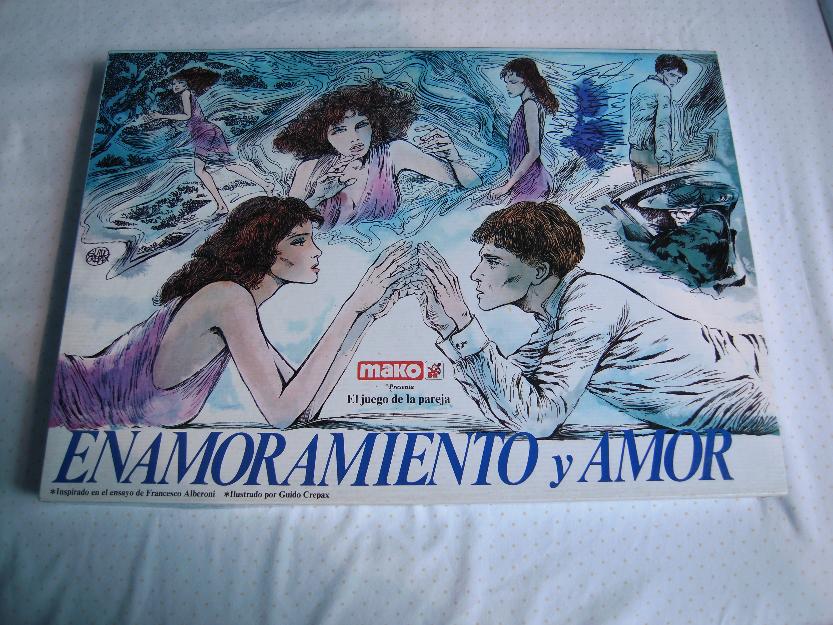 mako
*Presenta
El juego de la pareja
ENAMORAMIENTO y AMOR
*Inspirado en el ensayo de Francesco Alberoni *Ilustrado por Guido Crepax